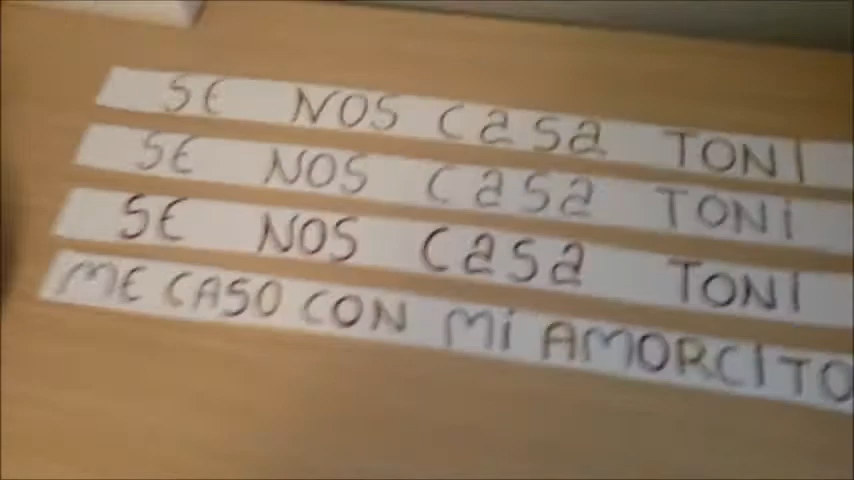 SE NOS CaSa TONI
SE NOS CaSa TONi
SE NOS CaSa TONI
ME CASO CON Mi AMORCITO